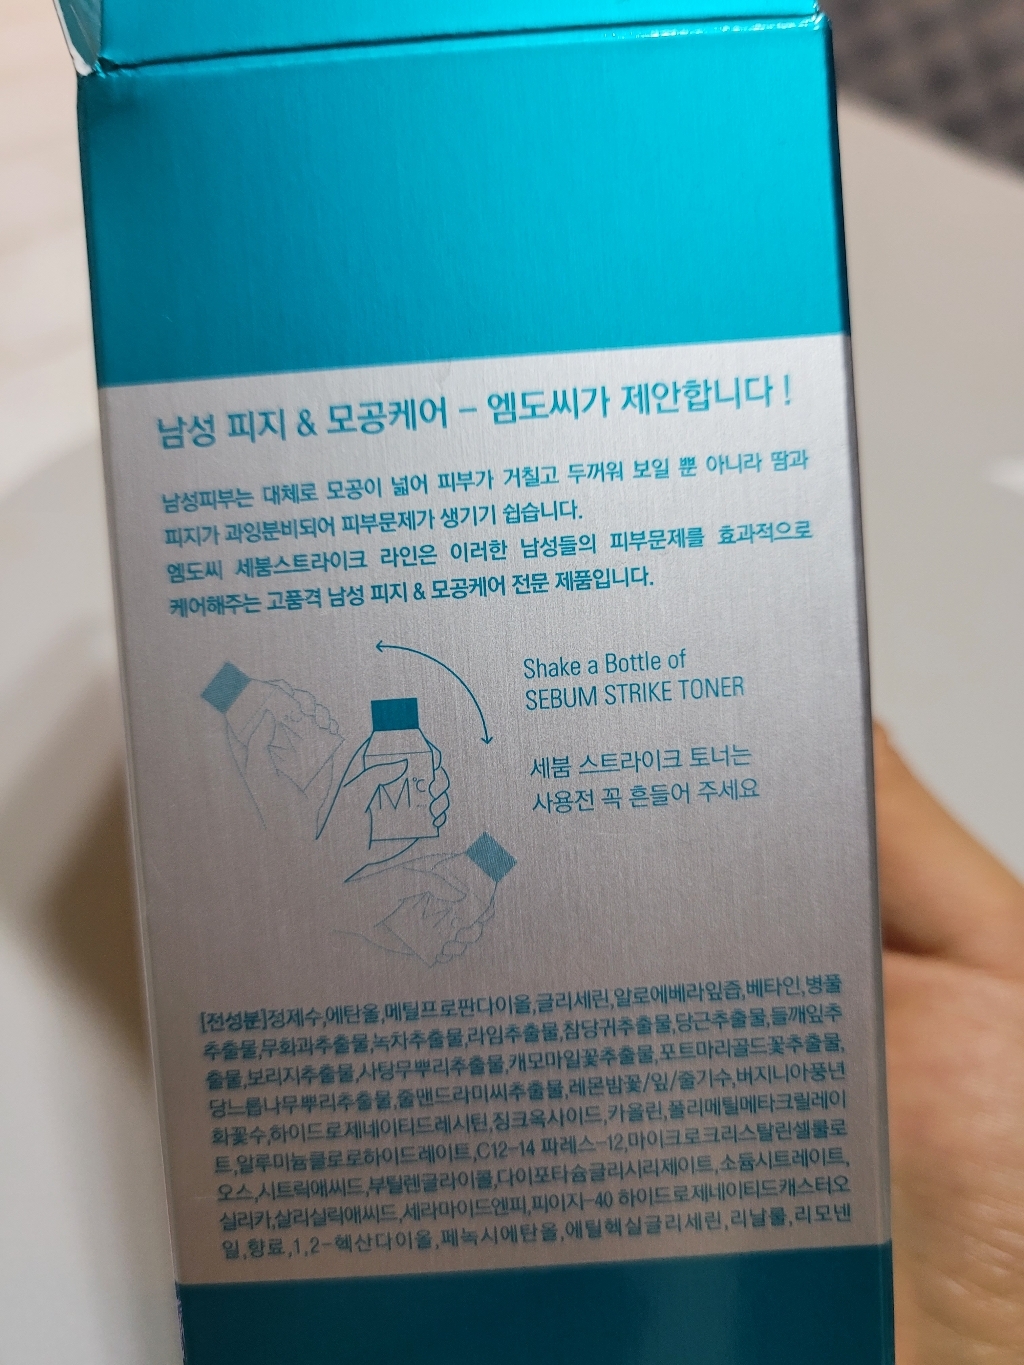 남성 피지 & 모공케어 - 엠도씨가 제안합니다 !
남성피부는 대체로 모공이 넓어 피부가 거칠고 두꺼워 보일 뿐 아니라 땀과
피지가 과잉분비되어 피부문제가 생기기 쉽습니다.
엠도씨 세붐스트라이크 라인은 이러한 남성들의 피부문제를 효과적으로
케어해주는 고품격 남성 피지 & 모공케어 전문 제품입니다.
Shake a Bottle of
SEBUM STRIKE TONER
M℃
세붐 스트라이크 토너는
사용전 꼭 흔들어 주세요
[전성분]정제수,에탄올,메틸프로판다이올,글리세린,알로에베라잎즙,베타인,병풀
추출물,무화과추출물,녹차추출물,라임추출물,참당귀추출물,당근추출물,들깨잎추
출물,보리지추출물,사탕무뿌리추출물,캐모마일꽃추출물,포트마리골드꽃추출물,
당느릅나무뿌리추출물,줄맨드라미씨추출물,레몬밤꽃/잎/줄기수,버지니아풍년
화꽃수,하이드로제네이티드레시틴,징크옥사이드,카올린,폴리메틸메타크릴레이
트,알루미늄클로로하이드레이트,C12-14 파레스-12,마이크로크리스탈린셀룰로
오스,시트릭애씨드,부틸렌글라이콜,다이포타슘글리시리제이트,소듐시트레이트,
실리카,살리실릭애씨드,세라마이드엔피,피이지-40 하이드로제네이티드캐스터오
일,향료,1,2-헥산다이올,페녹시에탄올,에틸헥실글리세린,리날룰,리모넨